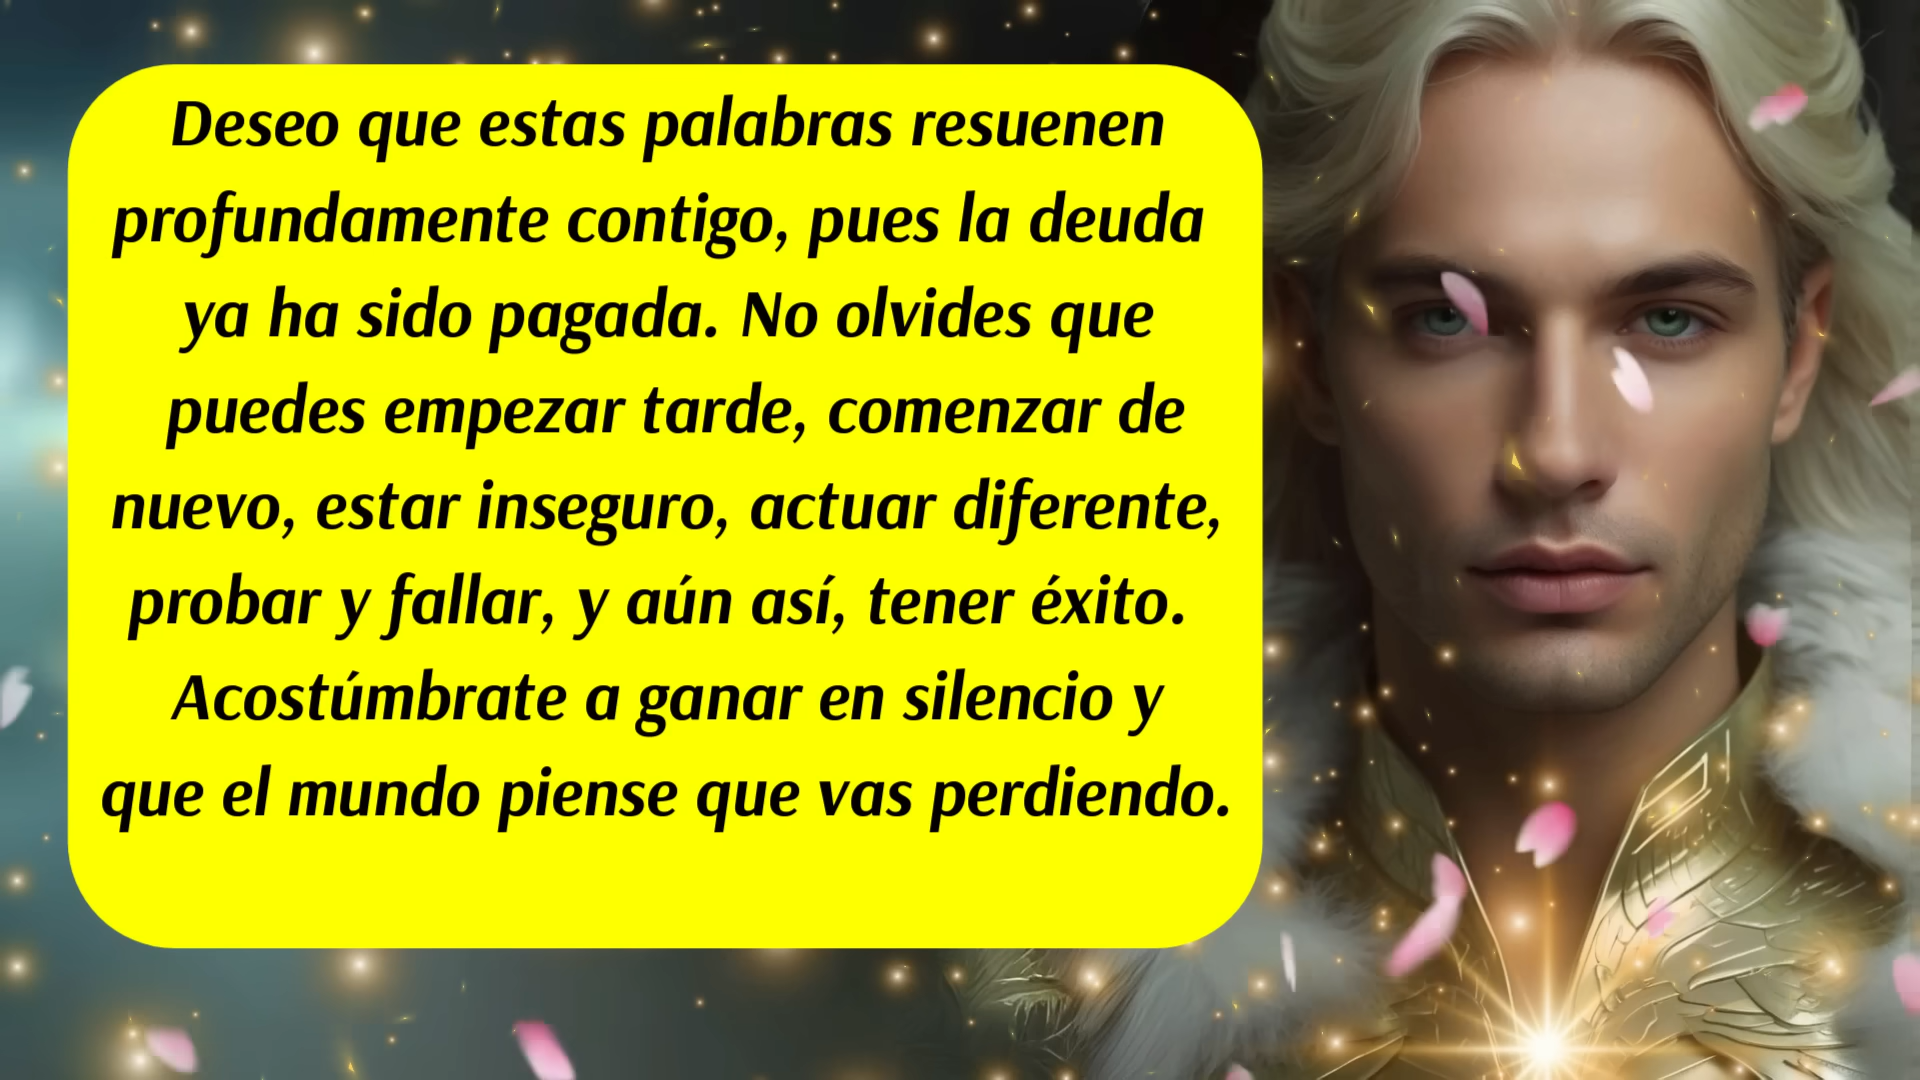 Deseo que estas palabras resuenen
profundamente contigo, pues la deuda
ya ha sido pagada. No olvides que
puedes empezar tarde, comenzar de
nuevo, estar inseguro, actuar diferente,
probar y fallar, y aún así, tener éxito.
Acostúmbrate a ganar en silencio y
que el mundo piense que vas perdiendo.